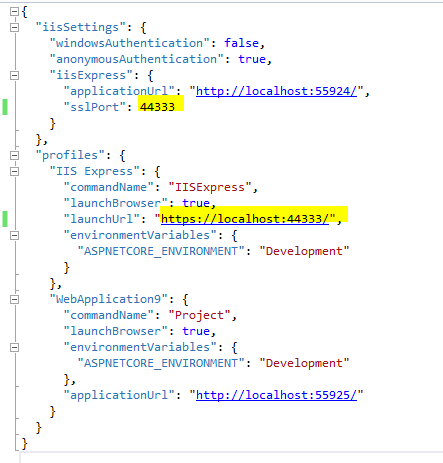 {
"iisSettings": {
"windowsAuthentication": false,
"anonymousAuthentication": true,
"iisExpress": {
"applicationUrl": "http://localhost:55924/",
"sslPort": 44333
}
},
"profiles": {
"IIS Express": {
"commandName": "IISExpress",
"launchBrowser": true,
"launchUrl": "https://localhost:44333/",
"environmentVariables": {
"ASPNETCORE_ENVIRONMENT": "Development"
}
},
"WebApplication9": {
"commandName": "Project",
"launchBrowser": true,
"environmentVariables": {
"ASPNETCORE_ENVIRONMENT": "Development"
},
"applicationUrl": "http://localhost:55925/"
}
}
}